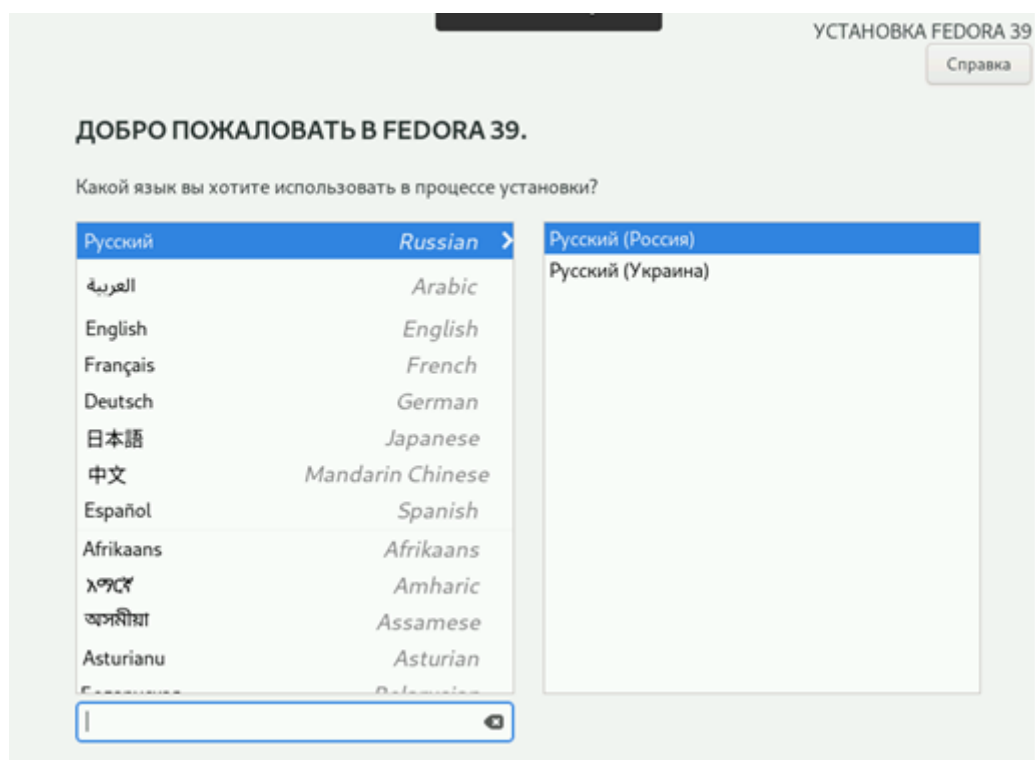 УСТАНОВКА FEDORA 39
Справка
ДОБРО ПОЖАЛОВАТЬ В FEDORA 39.
Какой язык вы хотите использовать в процессе установки?
Русский Russian
العربية Arabic
English English
Français French
Deutsch German
日本語 Japanese
中文 Mandarin Chinese
Español Spanish
Afrikaans Afrikaans
አማርኛ Amharic
অসমীয়া Assamese
Asturianu Asturian
Русский (Россия)
Русский (Украина)